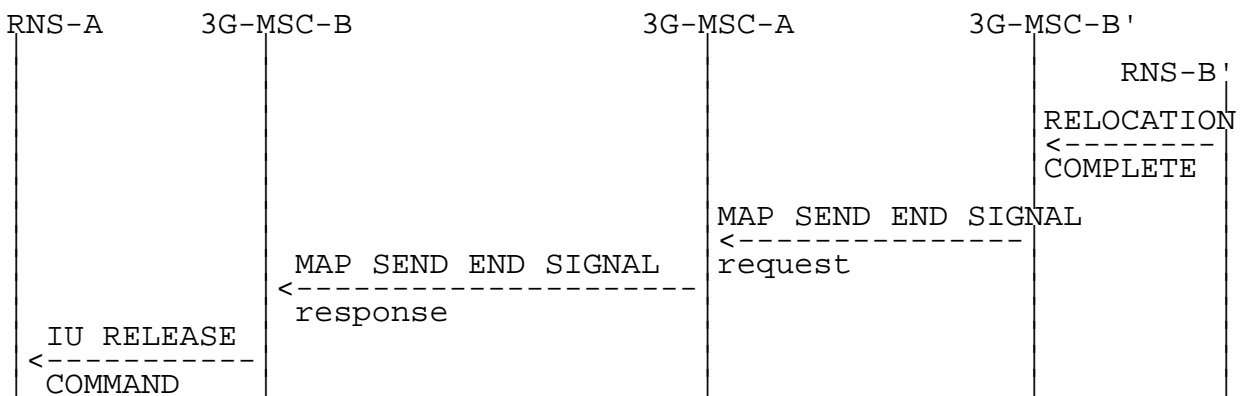 RNS-A 3G-MSC-B 3G-MSC-A 3G-MSC-B'
RNS-B'
RELOCATION
COMPLETE
MAP SEND END SIGNAL
request
MAP SEND END SIGNAL
response
IU RELEASE
COMMAND